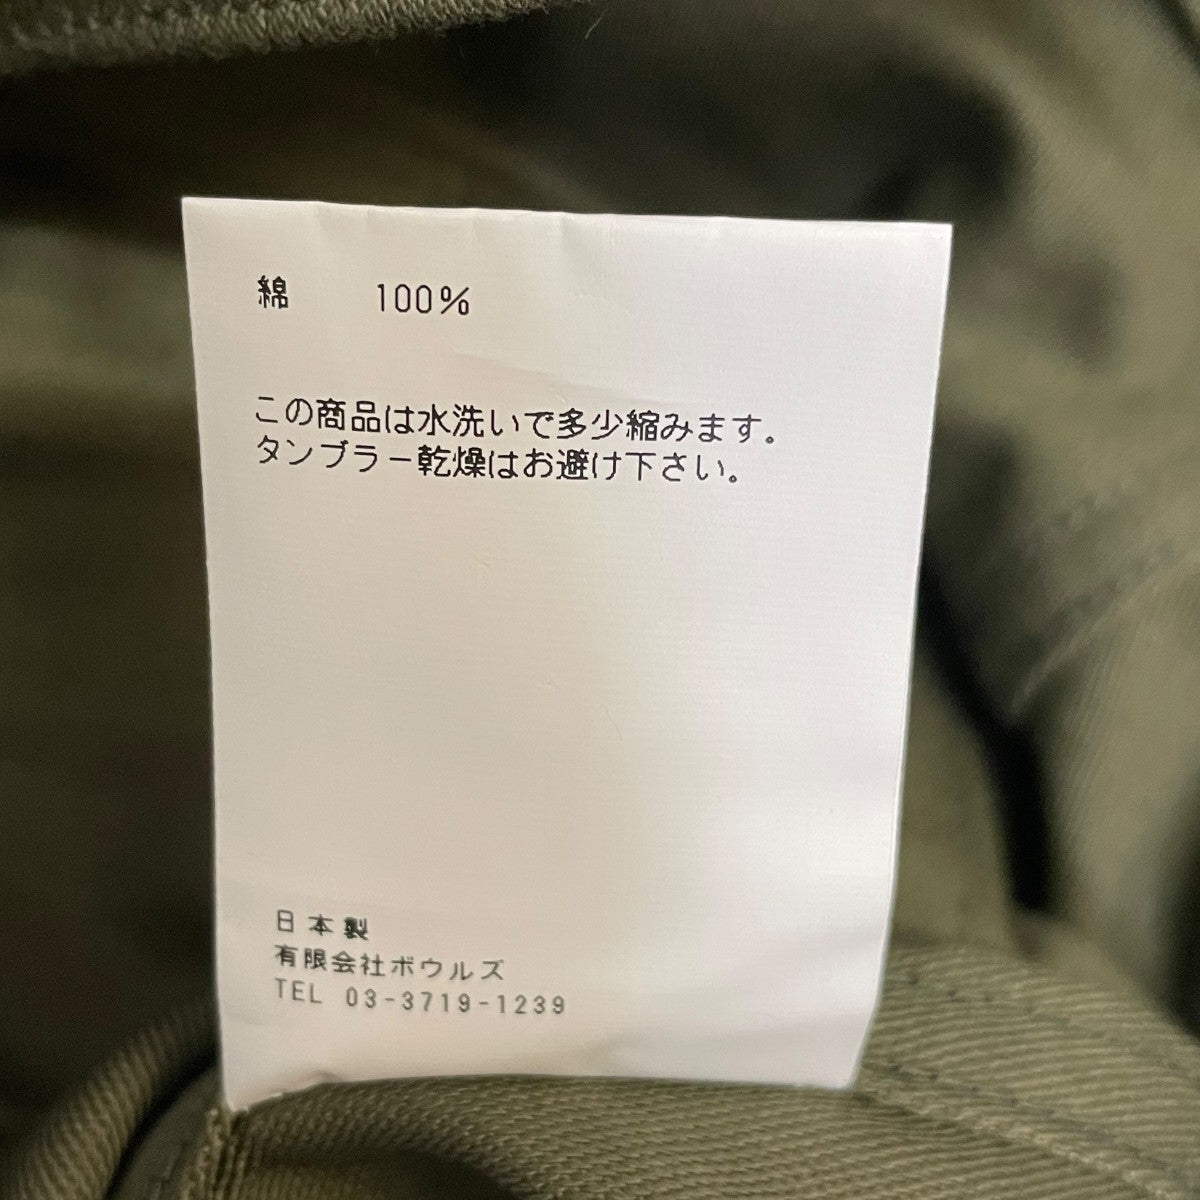 綿 100%
この商品は水洗いで多少縮みます。
タンブラー乾燥はお避け下さい。
日本製
有限会社ボウルズ
TEL 03-3719-1239